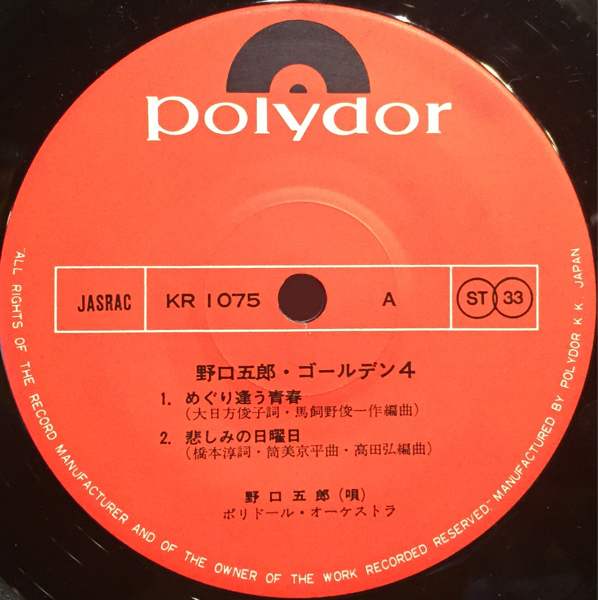 polydor
JASRAC KR 1075 A ST 33
野口五郎・ゴールデン4
1. めぐり逢う青春
(大日方俊子詞・馬飼野俊一作編曲)
2. 悲しみの日曜日
(橋本淳詞・筒美京平曲・高田弘編曲)
野口五郎(唄)
ポリドール・オーケストラ
"ALL RIGHTS OF THE RECORD MANUFACTURER AND OF THE OWNER OF THE WORK RECORDED RESERVED." MANUFACTURED BY POLYDOR K. K. JAPAN